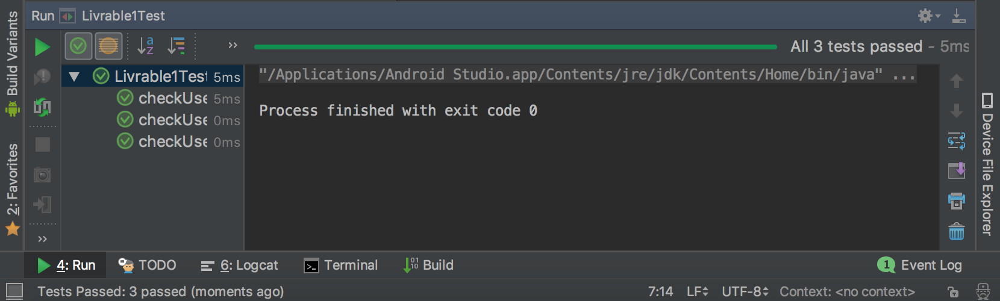 Run Livrable1Test
Build Variants
2: Favorites
a
z
»
All 3 tests passed - 5ms
Livrable1Test 5ms
checkUse 5ms
checkUse 0ms
checkUse 0ms
"/Applications/Android Studio.app/Contents/jre/jdk/Contents/Home/bin/java" ...
Process finished with exit code 0
»
Device File Explorer
4: Run TODO 6: Logcat Terminal 01 10 Build 1 Event Log
Tests Passed: 3 passed (moments ago) 7:14 LF UTF-8 Context: <no context>